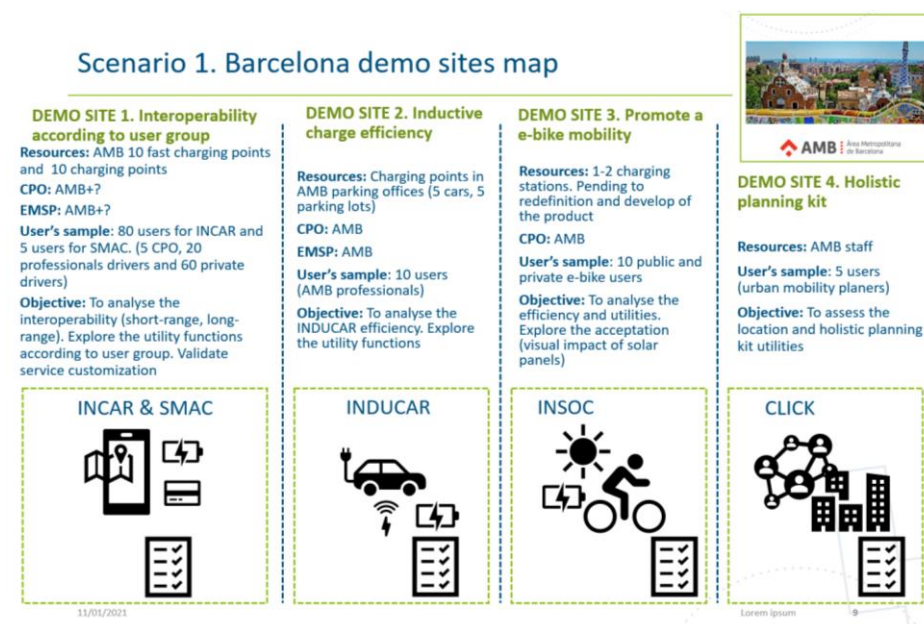 Scenario 1. Barcelona demo sites map
DEMO SITE 1. Interoperability
according to user group
Resources: AMB 10 fast charging points
and 10 charging points
CPO: AMB+?
EMSP: AMB+?
User's sample: 80 users for INCAR and
5 users for SMAC. (5 CPO, 20
professionals drivers and 60 private
drivers)
Objective: To analyse the
interoperability (short-range, long-
range). Explore the utility functions
according to user group. Validate
service customization
INCAR & SMAC
DEMO SITE 2. Inductive
charge efficiency
Resources: Charging points in
AMB parking offices (5 cars, 5
parking lots)
CPO: AMB
EMSP: AMB
User's sample: 10 users
(AMB professionals)
Objective: To analyse the
INDUCAR efficiency. Explore
the utility functions
INDUCAR
DEMO SITE 3. Promote a
e-bike mobility
Resources: 1-2 charging
stations. Pending to
redefinition and develop of
the product
CPO: AMB
User's sample: 10 public and
private e-bike users
Objective: To analyse the
efficiency and utilities.
Explore the acceptation
(visual impact of solar
panels)
INSOC
AMB Àrea Metropolitana
de Barcelona
DEMO SITE 4. Holistic
planning kit
Resources: AMB staff
User's sample: 5 users
(urban mobility planers)
Objective: To assess the
location and holistic planning
kit utilities
CLICK
11/01/2021
Lorem ipsum
9